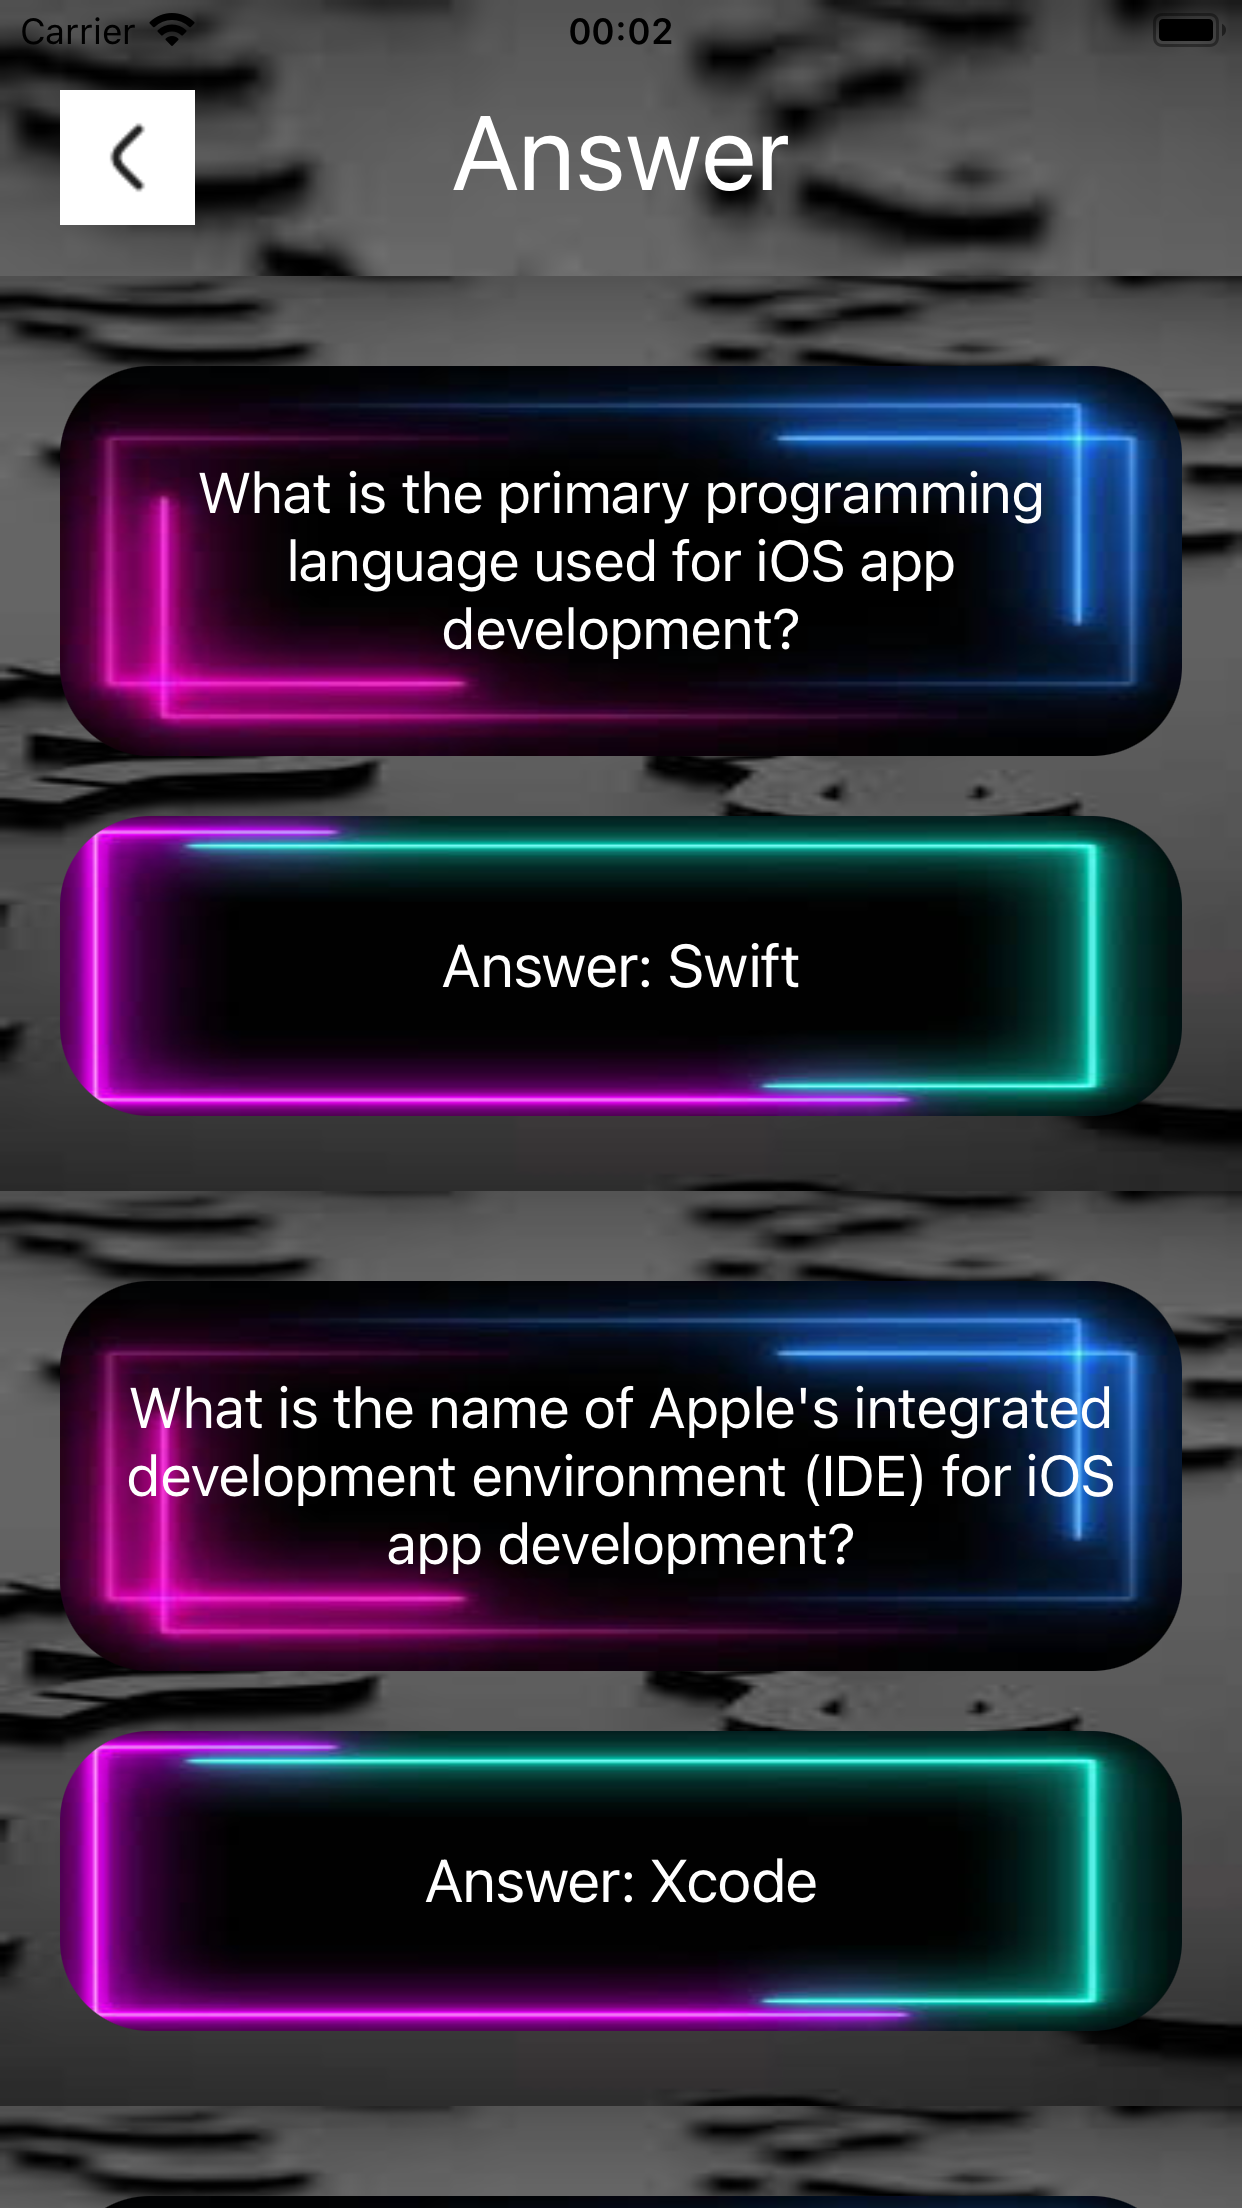 Carrier 00:02
Answer
What is the primary programming
language used for iOS app
development?
Answer: Swift
What is the name of Apple's integrated
development environment (IDE) for iOS
app development?
Answer: Xcode